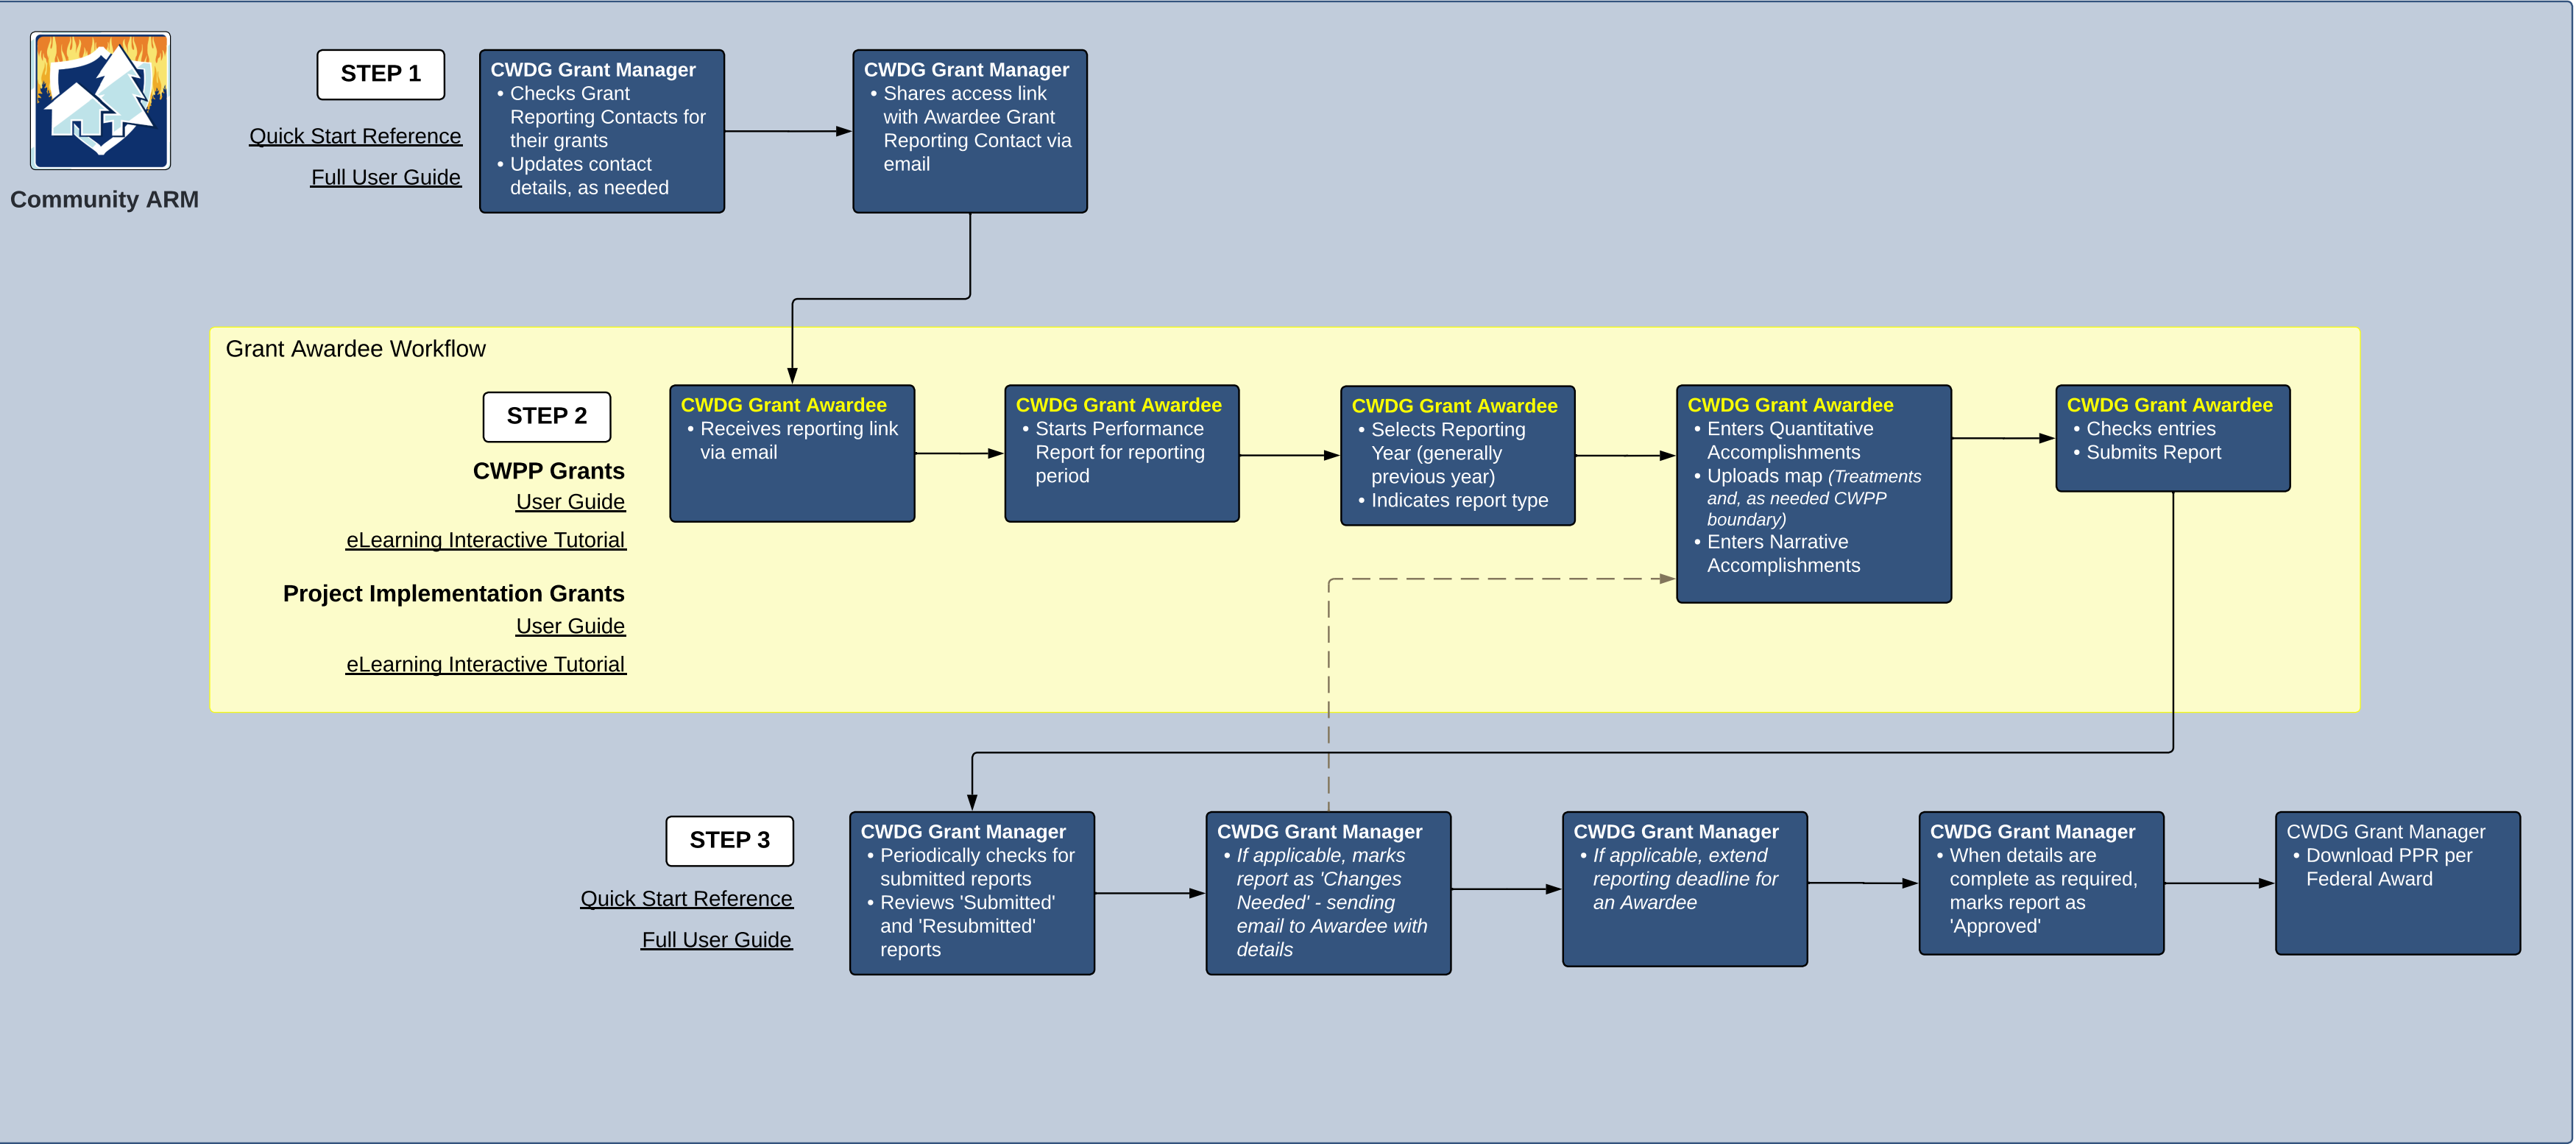 Community ARM
STEP 1
Quick Start Reference
Full User Guide
CWDG Grant Manager
• Checks Grant
Reporting Contacts for
their grants
• Updates contact
details, as needed
CWDG Grant Manager
• Shares access link
with Awardee Grant
Reporting Contact via
email
Grant Awardee Workflow
STEP 2
CWPP Grants
User Guide
eLearning Interactive Tutorial
Project Implementation Grants
User Guide
eLearning Interactive Tutorial
CWDG Grant Awardee
• Receives reporting link
via email
CWDG Grant Awardee
• Starts Performance
Report for reporting
period
CWDG Grant Awardee
• Selects Reporting
Year (generally
previous year)
• Indicates report type
CWDG Grant Awardee
• Enters Quantitative
Accomplishments
• Uploads map (Treatments
and, as needed CWPP
boundary)
• Enters Narrative
Accomplishments
CWDG Grant Awardee
• Checks entries
• Submits Report
STEP 3
Quick Start Reference
Full User Guide
CWDG Grant Manager
• Periodically checks for
submitted reports
• Reviews 'Submitted'
and 'Resubmitted'
reports
CWDG Grant Manager
• If applicable, marks
report as 'Changes
Needed' - sending
email to Awardee with
details
CWDG Grant Manager
• If applicable, extend
reporting deadline for
an Awardee
CWDG Grant Manager
• When details are
complete as required,
marks report as
'Approved'
CWDG Grant Manager
• Download PPR per
Federal Award